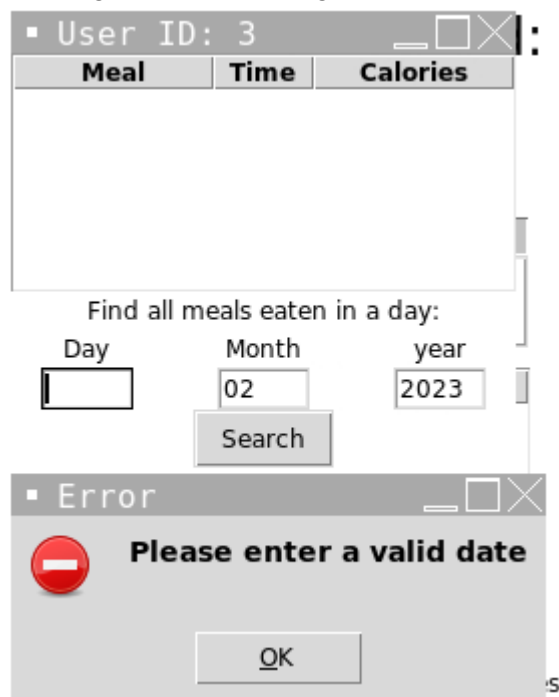 User ID: 3
Meal Time Calories
Find all meals eaten in a day:
Day Month year
02 2023
Search
Error
Please enter a valid date
OK